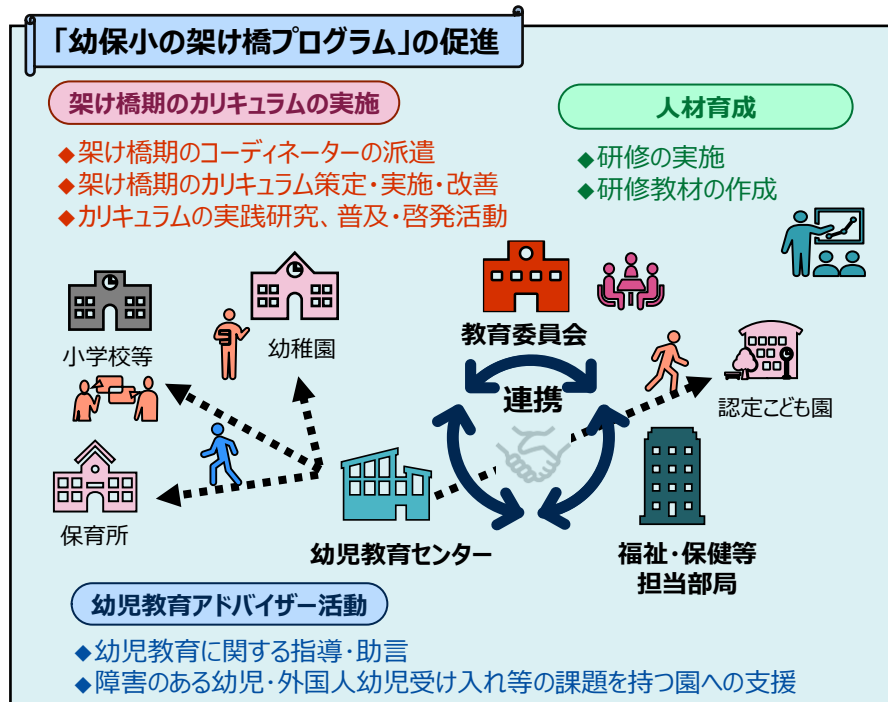 「幼保小の架け橋プログラム」の促進
架け橋期のカリキュラムの実施
◆架け橋期のコーディネーターの派遣
◆架け橋期のカリキュラム策定・実施・改善
◆カリキュラムの実践研究、普及・啓発活動
人材育成
◆研修の実施
◆研修教材の作成
小学校等
幼稚園
教育委員会
連携
認定こども園
保育所
幼児教育センター
福祉・保健等
担当部局
幼児教育アドバイザー活動
◆幼児教育に関する指導・助言
◆障害のある幼児・外国人幼児受け入れ等の課題を持つ園への支援